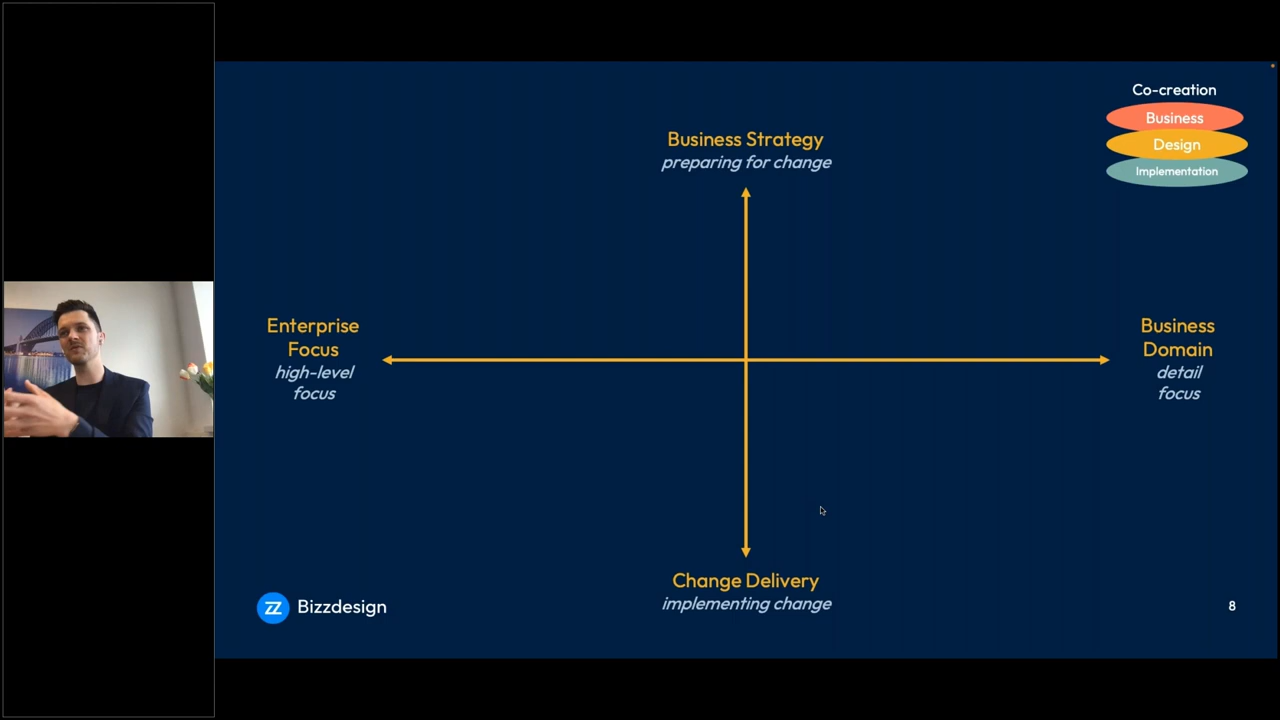 Co-creation
Business
Design
Implementation
Business Strategy
preparing for change
Enterprise
Focus
high-level
focus
Business
Domain
detail
focus
Change Delivery
implementing change
Bizzdesign
8